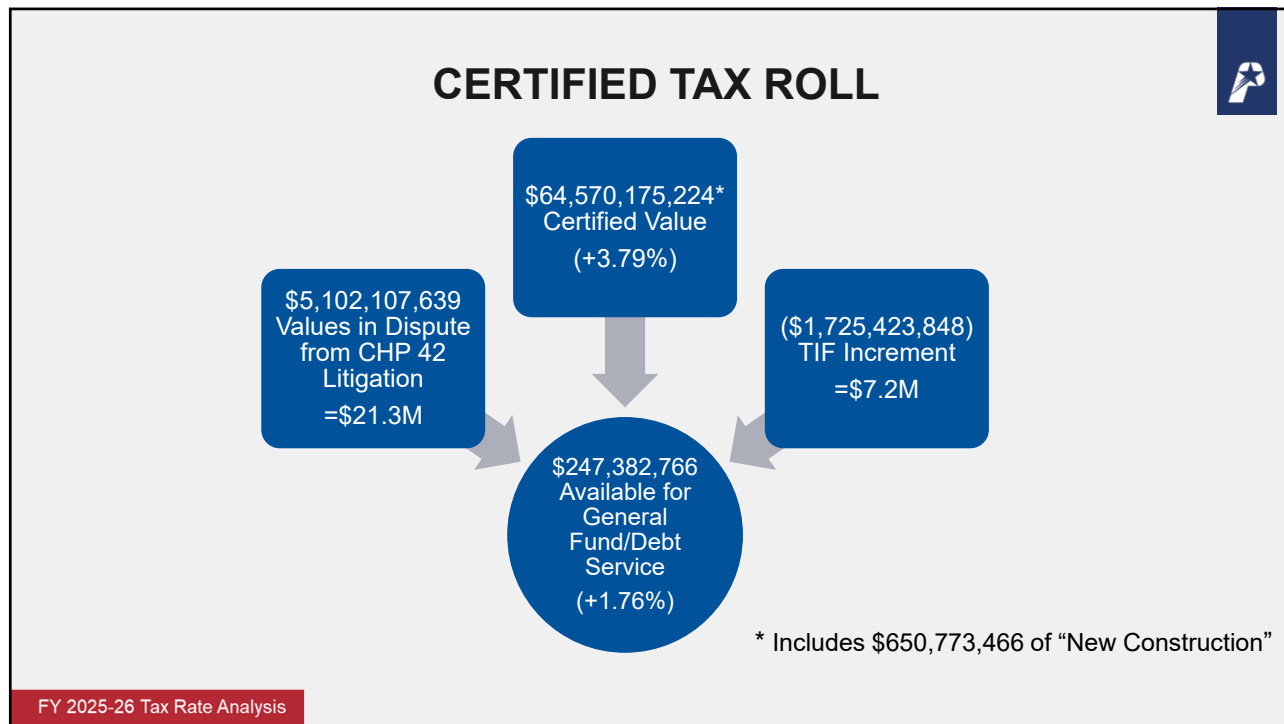 CERTIFIED TAX ROLL
$64,570,175,224*
Certified Value
(+3.79%)
$5,102,107,639
Values in Dispute
from CHP 42
Litigation
=$21.3M
($1,725,423,848)
TIF Increment
=$7.2M
$247,382,766
Available for
General
Fund/Debt
Service
(+1.76%)
* Includes $650,773,466 of “New Construction”
FY 2025-26 Tax Rate Analysis